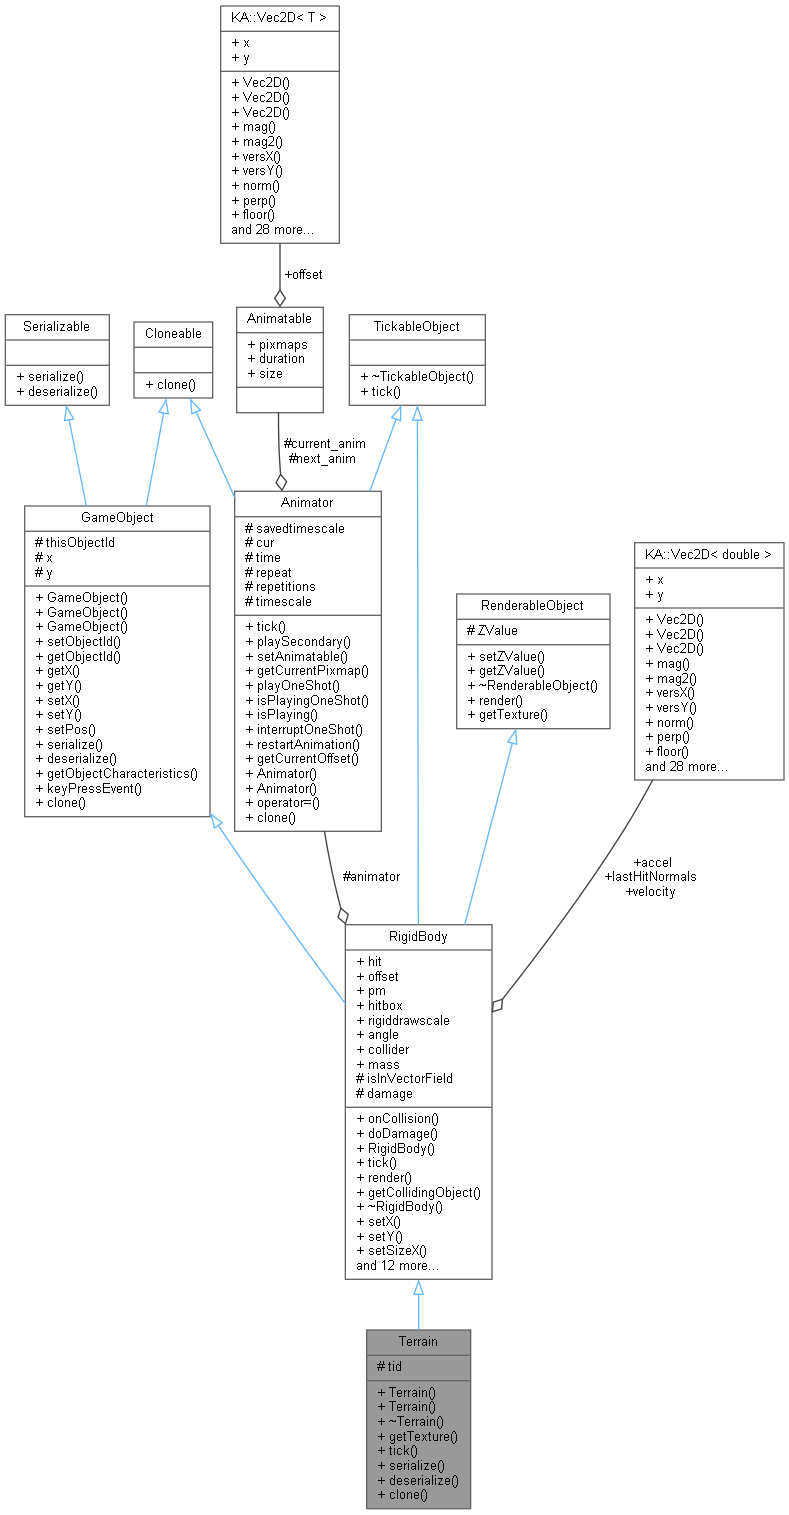 KA::Vec2D< T >
+ x
+ y
+ Vec2D()
+ Vec2D()
+ Vec2D()
+ mag()
+ mag2()
+ versX()
+ versY()
+ norm()
+ perp()
+ floor()
and 28 more...
+offset
Serializable
+ serialize()
+ deserialize()
Cloneable
+ clone()
Animatable
+ pixmaps
+ duration
+ size
TickableObject
+ ~TickableObject()
+ tick()
#current_anim
#next_anim
GameObject
# thisObjectId
# x
# y
+ GameObject()
+ GameObject()
+ GameObject()
+ setObjectId()
+ getObjectId()
+ getX()
+ getY()
+ setX()
+ setY()
+ setPos()
+ serialize()
+ deserialize()
+ getObjectCharacteristics()
+ keyPressEvent()
+ clone()
Animator
# savedtimescale
# cur
# time
# repeat
# repetitions
# timescale
+ tick()
+ playSecondary()
+ setAnimatable()
+ getCurrentPixmap()
+ playOneShot()
+ isPlayingOneShot()
+ isPlaying()
+ interruptOneShot()
+ restartAnimation()
+ getCurrentOffset()
+ Animator()
+ Animator()
+ operator=()
+ clone()
RenderableObject
# ZValue
+ setZValue()
+ getZValue()
+ ~RenderableObject()
+ render()
+ getTexture()
KA::Vec2D< double >
+ x
+ y
+ Vec2D()
+ Vec2D()
+ Vec2D()
+ mag()
+ mag2()
+ versX()
+ versY()
+ norm()
+ perp()
+ floor()
and 28 more...
#animator
+accel
+lastHitNormals
+velocity
RigidBody
+ hit
+ offset
+ pm
+ hitbox
+ rigiddrawscale
+ angle
+ collider
+ mass
# isInVectorField
# damage
+ onCollision()
+ doDamage()
+ RigidBody()
+ tick()
+ render()
+ getCollidingObject()
+ ~RigidBody()
+ setX()
+ setY()
+ setSizeX()
and 12 more...
Terrain
# tid
+ Terrain()
+ Terrain()
+ ~Terrain()
+ getTexture()
+ tick()
+ serialize()
+ deserialize()
+ clone()